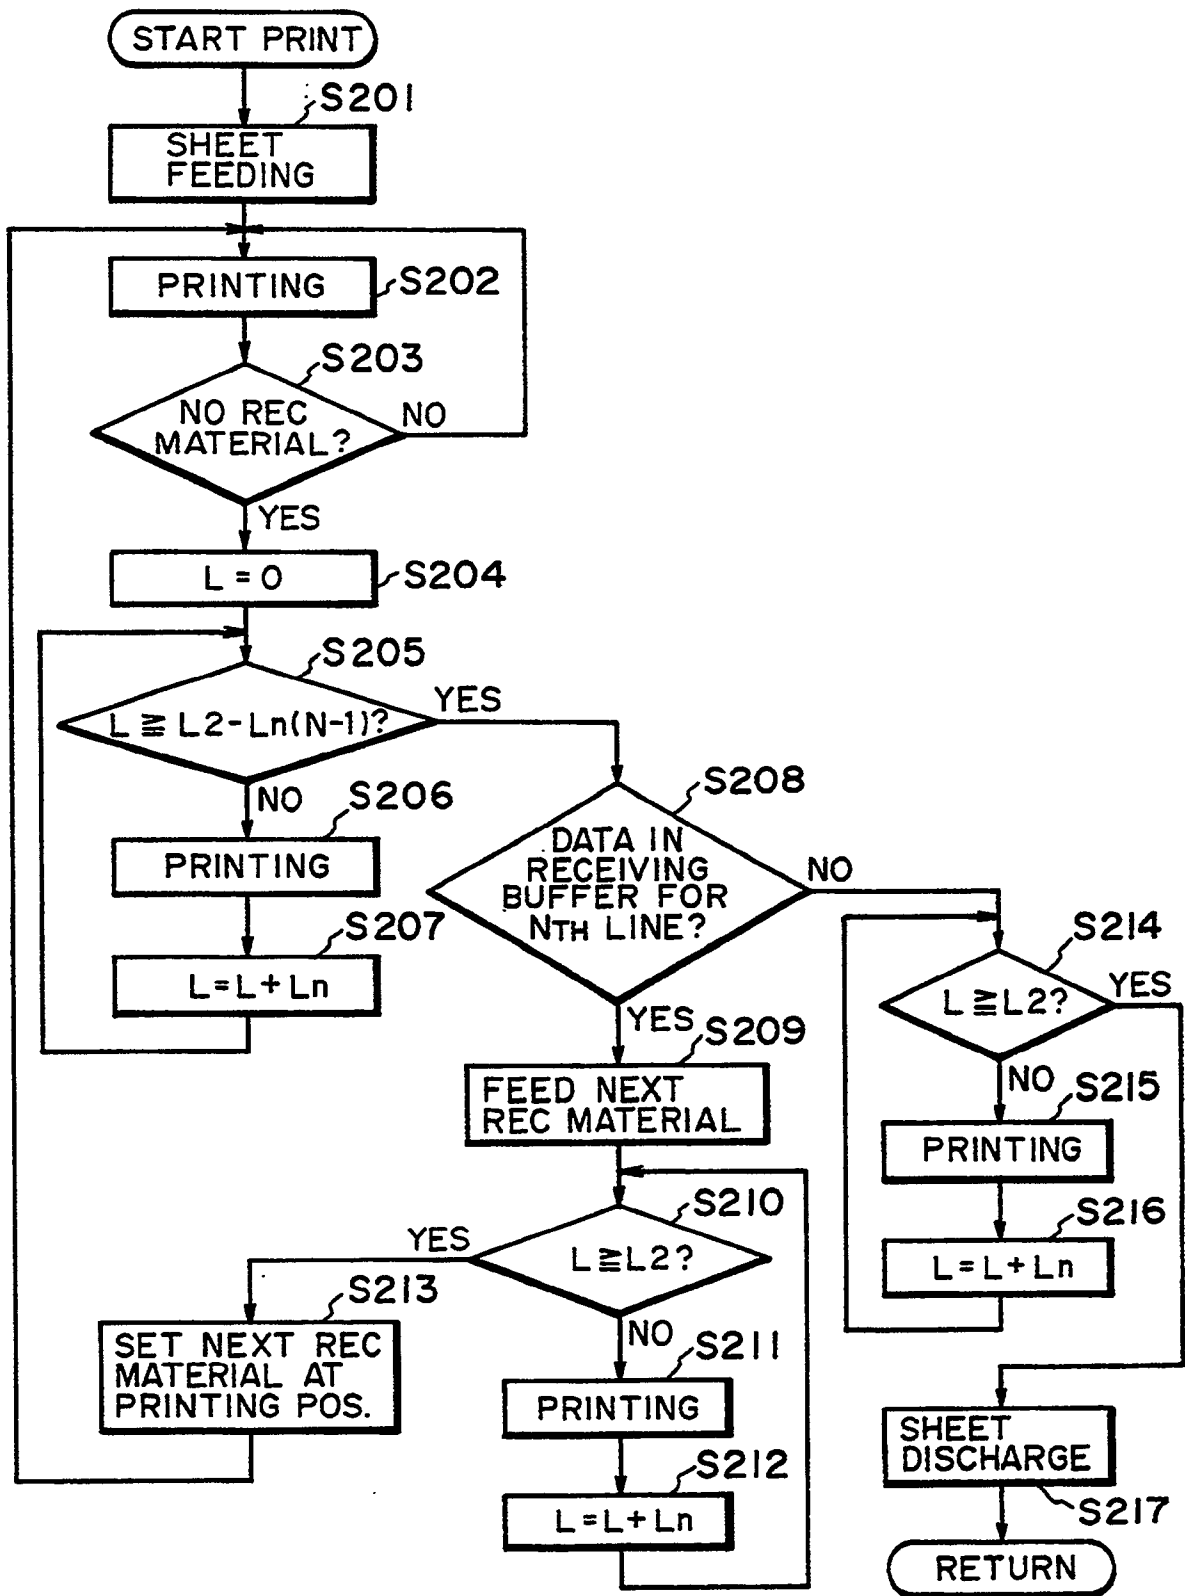 START PRINT
S201
SHEET
FEEDING
PRINTING
S202
S203
NO REC
MATERIAL?
NO
YES
L = 0
S204
S205
L ≧ L2-Ln(N-1)?
YES
NO
S206
PRINTING
S207
L=L+Ln
S208
DATA IN
RECEIVING
BUFFER FOR
NTH LINE?
NO
YES
S209
FEED NEXT
REC MATERIAL
S210
L≧L2?
YES
NO
S213
SET NEXT REC
MATERIAL AT
PRINTING POS.
S211
PRINTING
S212
L=L+Ln
S214
L≧L2?
YES
NO
S215
PRINTING
S216
L=L+Ln
SHEET
DISCHARGE
S217
RETURN